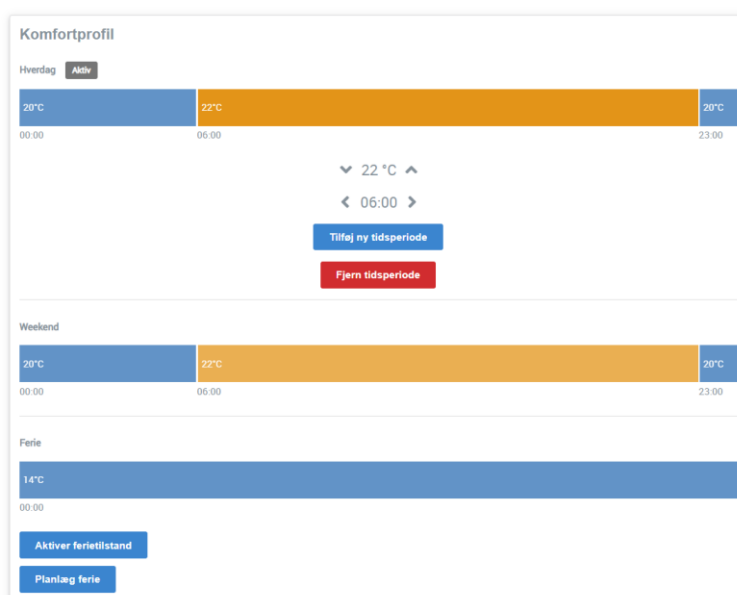 Komfortprofil
Hverdag Aktiv
20°C 22°C 20°C
00:00 06:00 23:00
22 °C
06:00
Tilføj ny tidsperiode
Fjern tidsperiode
Weekend
20°C 22°C 20°C
00:00 06:00 23:00
Ferie
14°C
00:00
Aktiver ferietilstand
Planlæg ferie